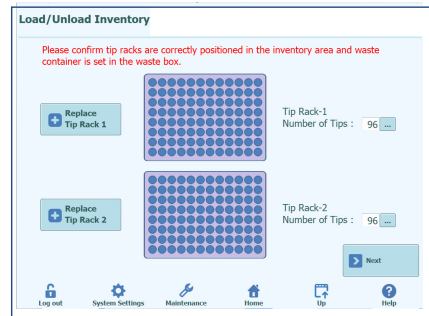 Load/Unload Inventory
Please confirm tip racks are correctly positioned in the inventory area and waste
container is set in the waste box.
Replace
Tip Rack 1
Tip Rack-1
Number of Tips : 96 ...
Replace
Tip Rack 2
Tip Rack-2
Number of Tips : 96 ...
Next
Log out System Settings Maintenance Home Up Help